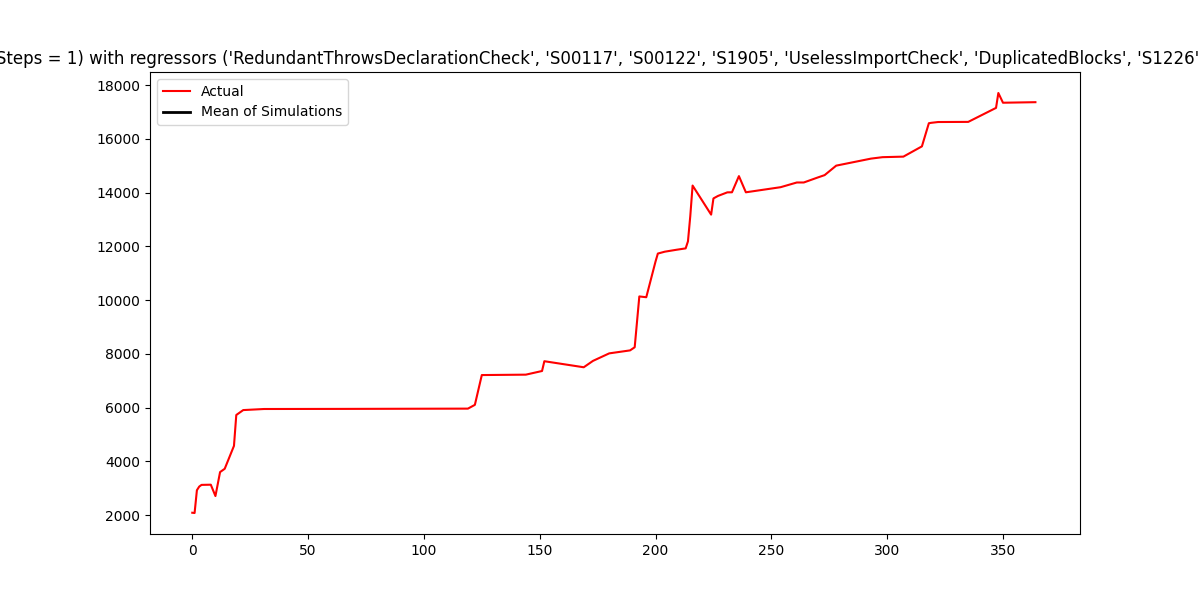 Steps = 1) with regressors ('RedundantThrowsDeclarationCheck', 'S00117', 'S00122', 'S1905', 'UselessImportCheck', 'DuplicatedBlocks', 'S1226'
Actual
Mean of Simulations
18000
16000
14000
12000
10000
8000
6000
4000
2000
0 50 100 150 200 250 300 350